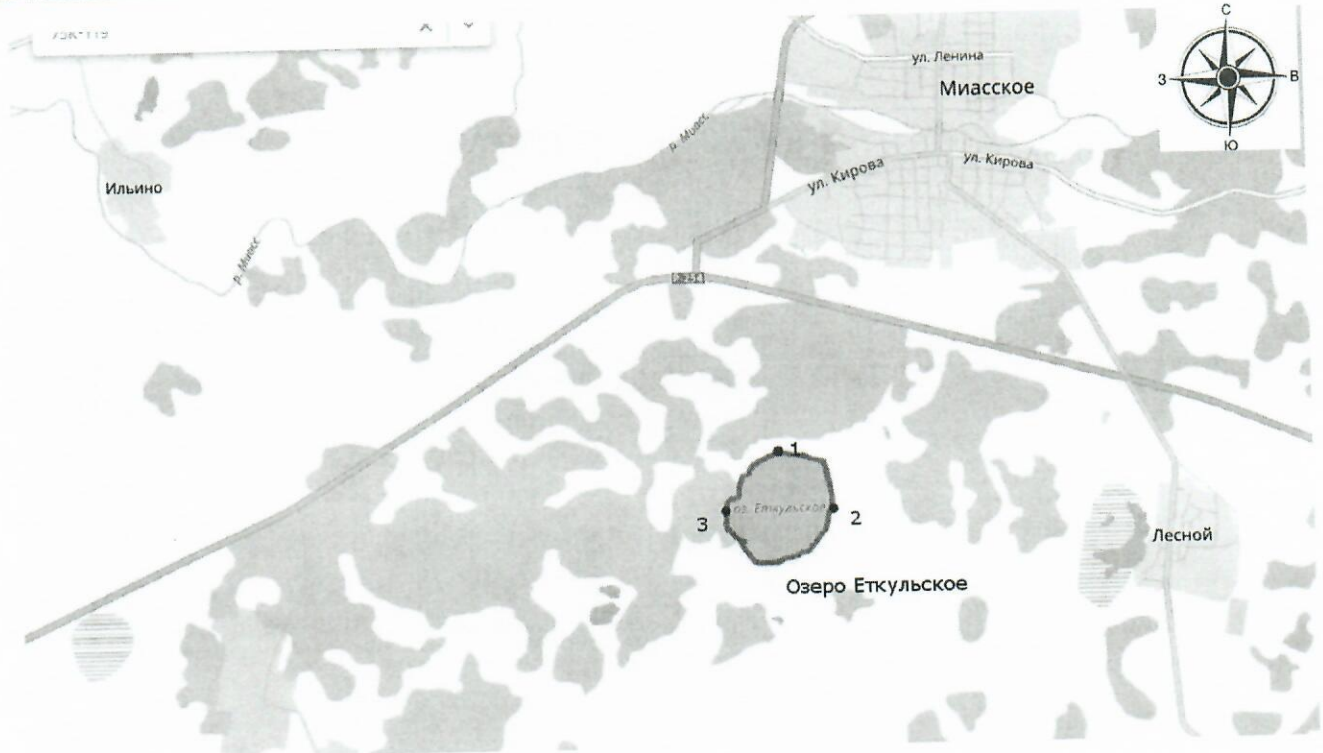 С
З
В
Ю
ул. Ленина
Миасское
р. Миасс
ул. Кирова
ул. Кирова
Ильино
р. Миасс
Р-254
1
оз. Еткульское
3
2
Лесной
Озеро Еткульское